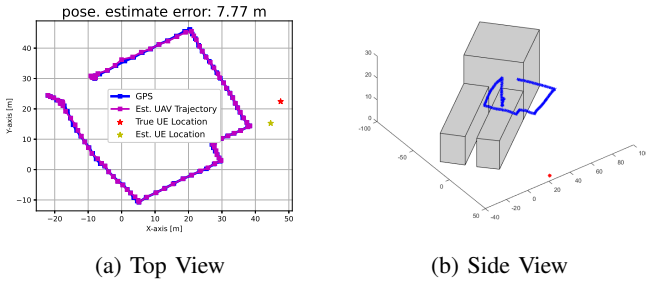 pose. estimate error: 7.77 m
40
30
20
10
0
−10
Y-axis [m]
GPS
Est. UAV Trajectory
True UE Location
Est. UE Location
−20 −10 0 10 20 30 40 50
X-axis [m]
30
20
10
0
-100
-50
0
50
-40
-20
0
20
40
60
80
100
(a) Top View
(b) Side View